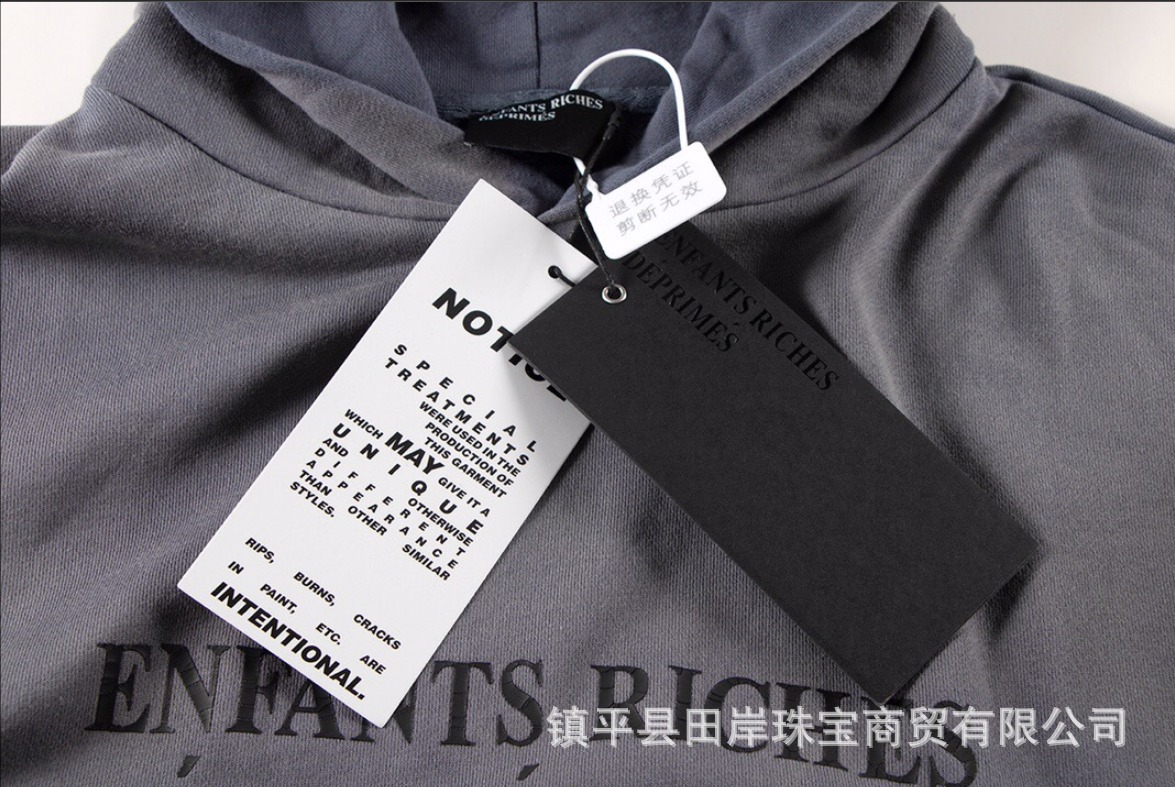 ENFANTS RICHES
DEPRIMES
退换凭证
剪断无效
ENFANTS RICHES
DEPRIMES
NOTICE
SPECIAL
TREATMENTS
WERE USED IN THE
PRODUCTION OF
THIS GARMENT
WHICH MAY GIVE IT A
UNIQUE
AND OTHERWISE
DIFFERENT
APPEARANCE
THAN OTHER SIMILAR
STYLES.
RIPS, BURNS, CRACKS
IN PAINT, ETC. ARE
INTENTIONAL.
ENFANTS RICHES
镇平县田岸珠宝商贸有限公司